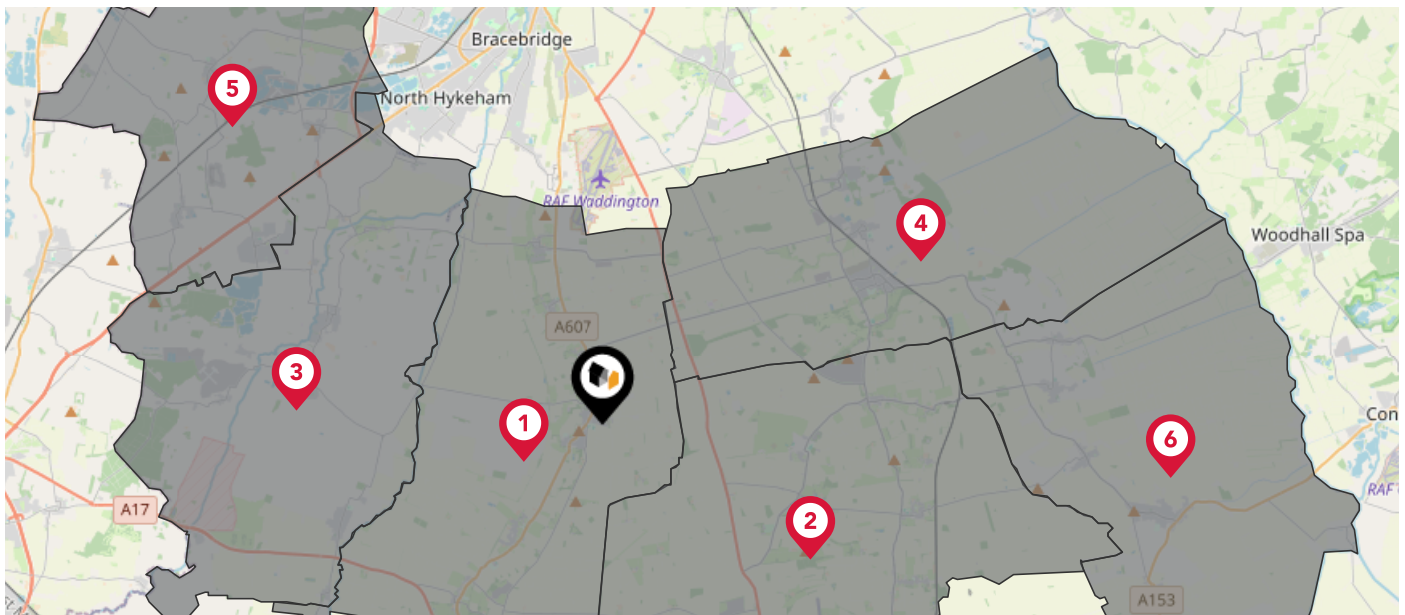 Bracebridge
5
North Hykeham
RAF Waddington
4
Woodhall Spa
A607
3
1
Con
6
RAF
A17
2
A153